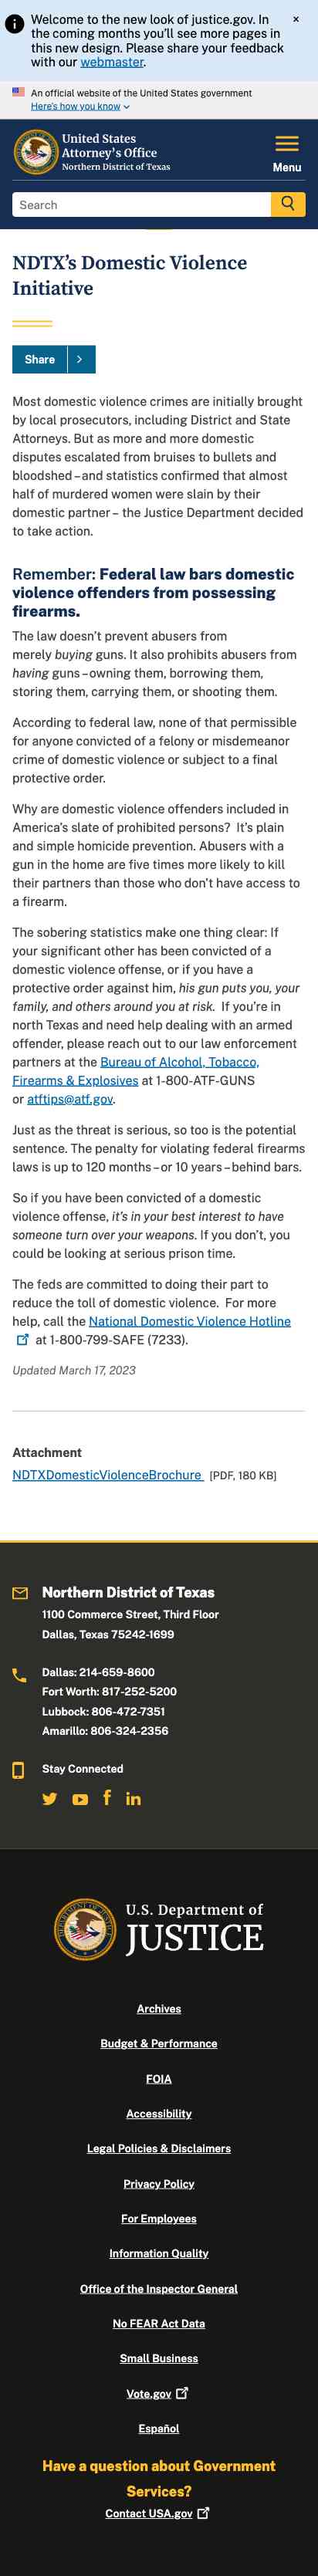 Welcome to the new look of justice.gov. In
the coming months you'll see more pages in
this new design. Please share your feedback
with our webmaster.
×
An official website of the United States government
Here's how you know
United States
Attorney's Office
Northern District of Texas
Menu
Search
NDTX's Domestic Violence
Initiative
Share
Most domestic violence crimes are initially brought
by local prosecutors, including District and State
Attorneys. But as more and more domestic
disputes escalated from bruises to bullets and
bloodshed – and statistics confirmed that almost
half of murdered women were slain by their
domestic partner – the Justice Department decided
to take action.
Remember: Federal law bars domestic
violence offenders from possessing
firearms.
The law doesn't prevent abusers from
merely buying guns. It also prohibits abusers from
having guns – owning them, borrowing them,
storing them, carrying them, or shooting them.
According to federal law, none of that permissible
for anyone convicted of a felony or misdemeanor
crime of domestic violence or subject to a final
protective order.
Why are domestic violence offenders included in
America's slate of prohibited persons?  It's plain
and simple homicide prevention. Abusers with a
gun in the home are five times more likely to kill
their partners than those who don't have access to
a firearm.
The sobering statistics make one thing clear: If
your significant other has been convicted of a
domestic violence offense, or if you have a
protective order against him, his gun puts you, your
family, and others around you at risk.  If you're in
north Texas and need help dealing with an armed
offender, please reach out to our law enforcement
partners at the Bureau of Alcohol, Tobacco,
Firearms & Explosives at 1-800-ATF-GUNS
or atftips@atf.gov.
Just as the threat is serious, so too is the potential
sentence. The penalty for violating federal firearms
laws is up to 120 months – or 10 years – behind bars.
So if you have been convicted of a domestic
violence offense, it's in your best interest to have
someone turn over your weapons. If you don't, you
could be looking at serious prison time.
The feds are committed to doing their part to
reduce the toll of domestic violence.  For more
help, call the National Domestic Violence Hotline
at 1-800-799-SAFE (7233).
Updated March 17, 2023
Attachment
NDTXDomesticViolenceBrochure [PDF, 180 KB]
Northern District of Texas
1100 Commerce Street, Third Floor
Dallas, Texas 75242-1699
Dallas: 214-659-8600
Fort Worth: 817-252-5200
Lubbock: 806-472-7351
Amarillo: 806-324-2356
Stay Connected
U.S. Department of
JUSTICE
Archives
Budget & Performance
FOIA
Accessibility
Legal Policies & Disclaimers
Privacy Policy
For Employees
Information Quality
Office of the Inspector General
No FEAR Act Data
Small Business
Vote.gov
Español
Have a question about Government
Services?
Contact USA.gov